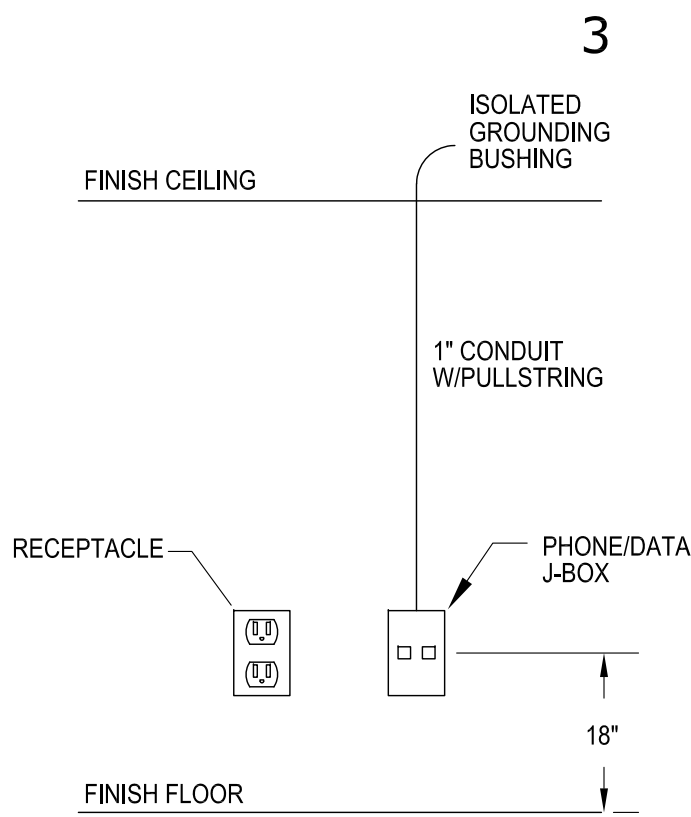 3
ISOLATED
GROUNDING
BUSHING
FINISH CEILING
1" CONDUIT
W/PULLSTRING
RECEPTACLE
PHONE/DATA
J-BOX
18"
FINISH FLOOR